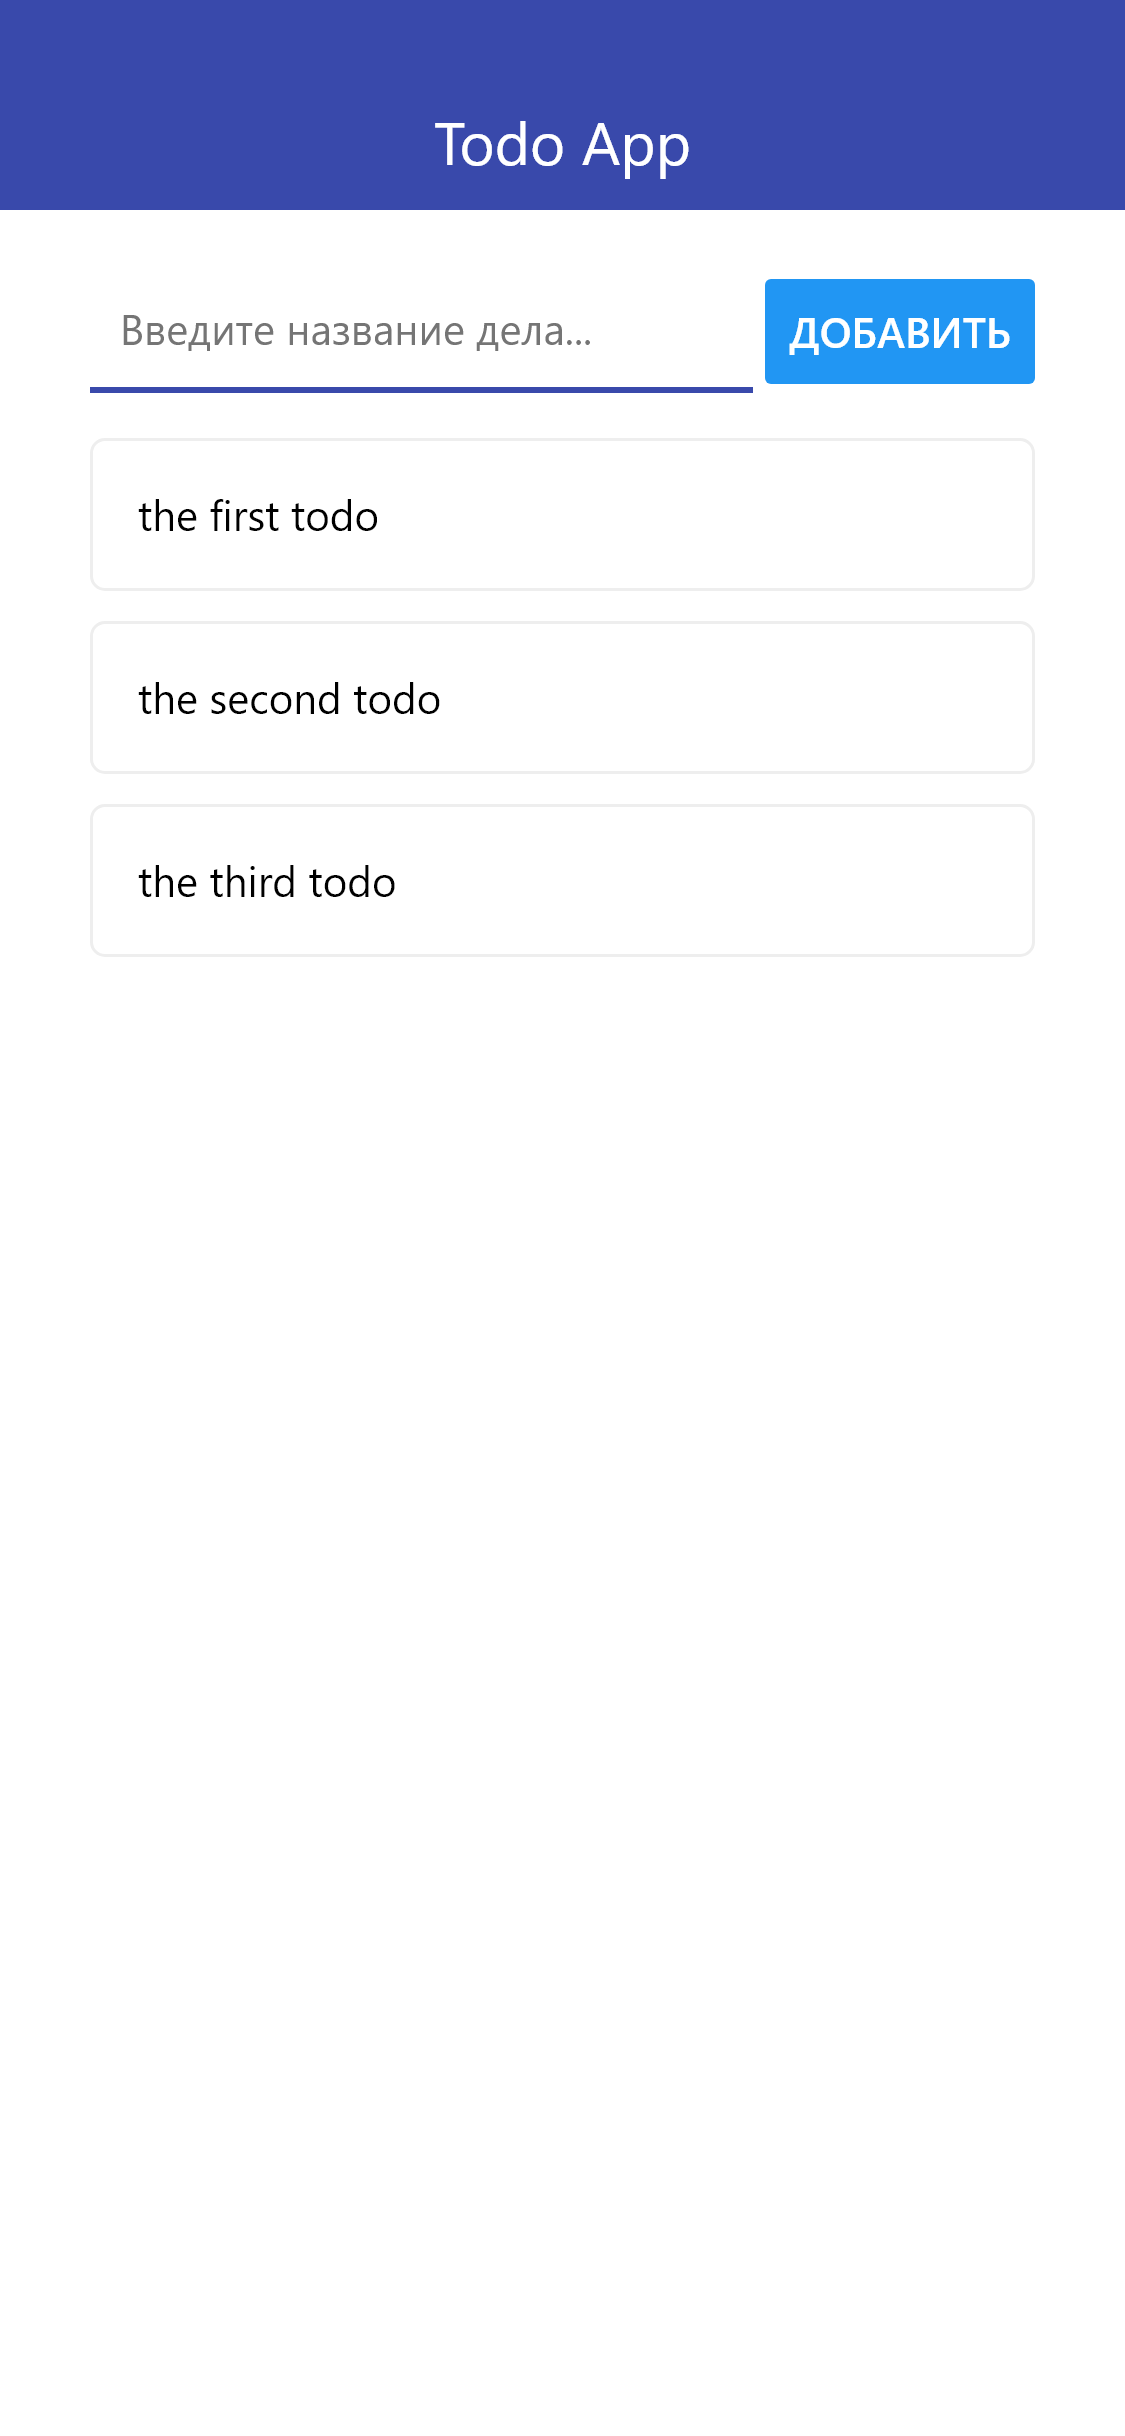 Todo App
Введите название дела...
ДОБАВИТЬ
the first todo
the second todo
the third todo